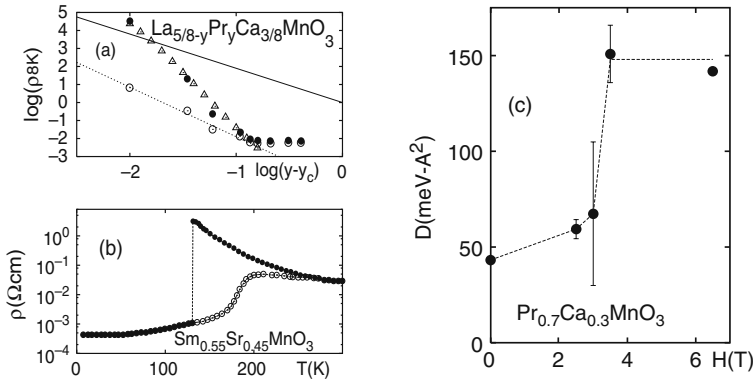 La5/8-yPryCa3/8MnO3
(a)
log(ρ8K)
5
4
3
2
1
0
−1
−2
−3
−2
−1
0
log(y-yc)
(b)
ρ(Ωcm)
10^0
10^-1
10^-2
10^-3
10^-4
Sm0.55Sr0,45MnO3
0
100
200
T(K)
(c)
D(meV-A^2)
200
150
100
50
0
Pr0.7Ca0.3MnO3
0
2
4
6
H(T)